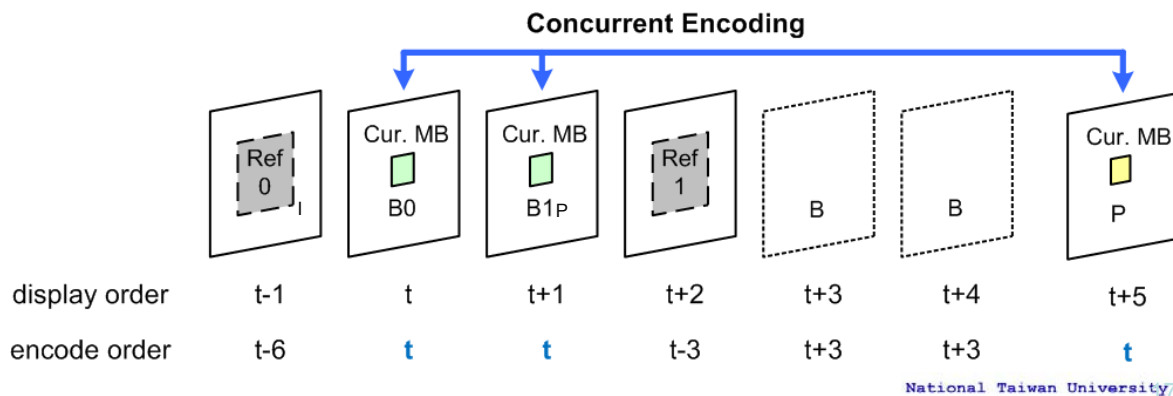 Concurrent Encoding
Cur. MB Cur. MB Cur. MB
Ref 0 Ref 1
I B0 B1P B B P
display order t-1 t t+1 t+2 t+3 t+4 t+5
encode order t-6 t t t-3 t+3 t+3 t
National Taiwan University